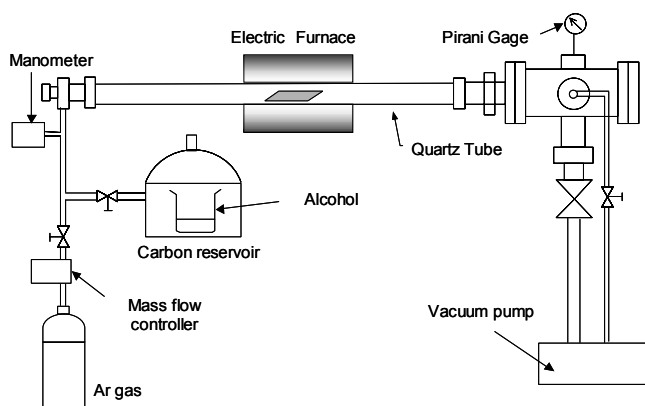 Electric Furnace
Pirani Gage
Manometer
Quartz Tube
Alcohol
Carbon reservoir
Mass flow
controller
Vacuum pump
Ar gas